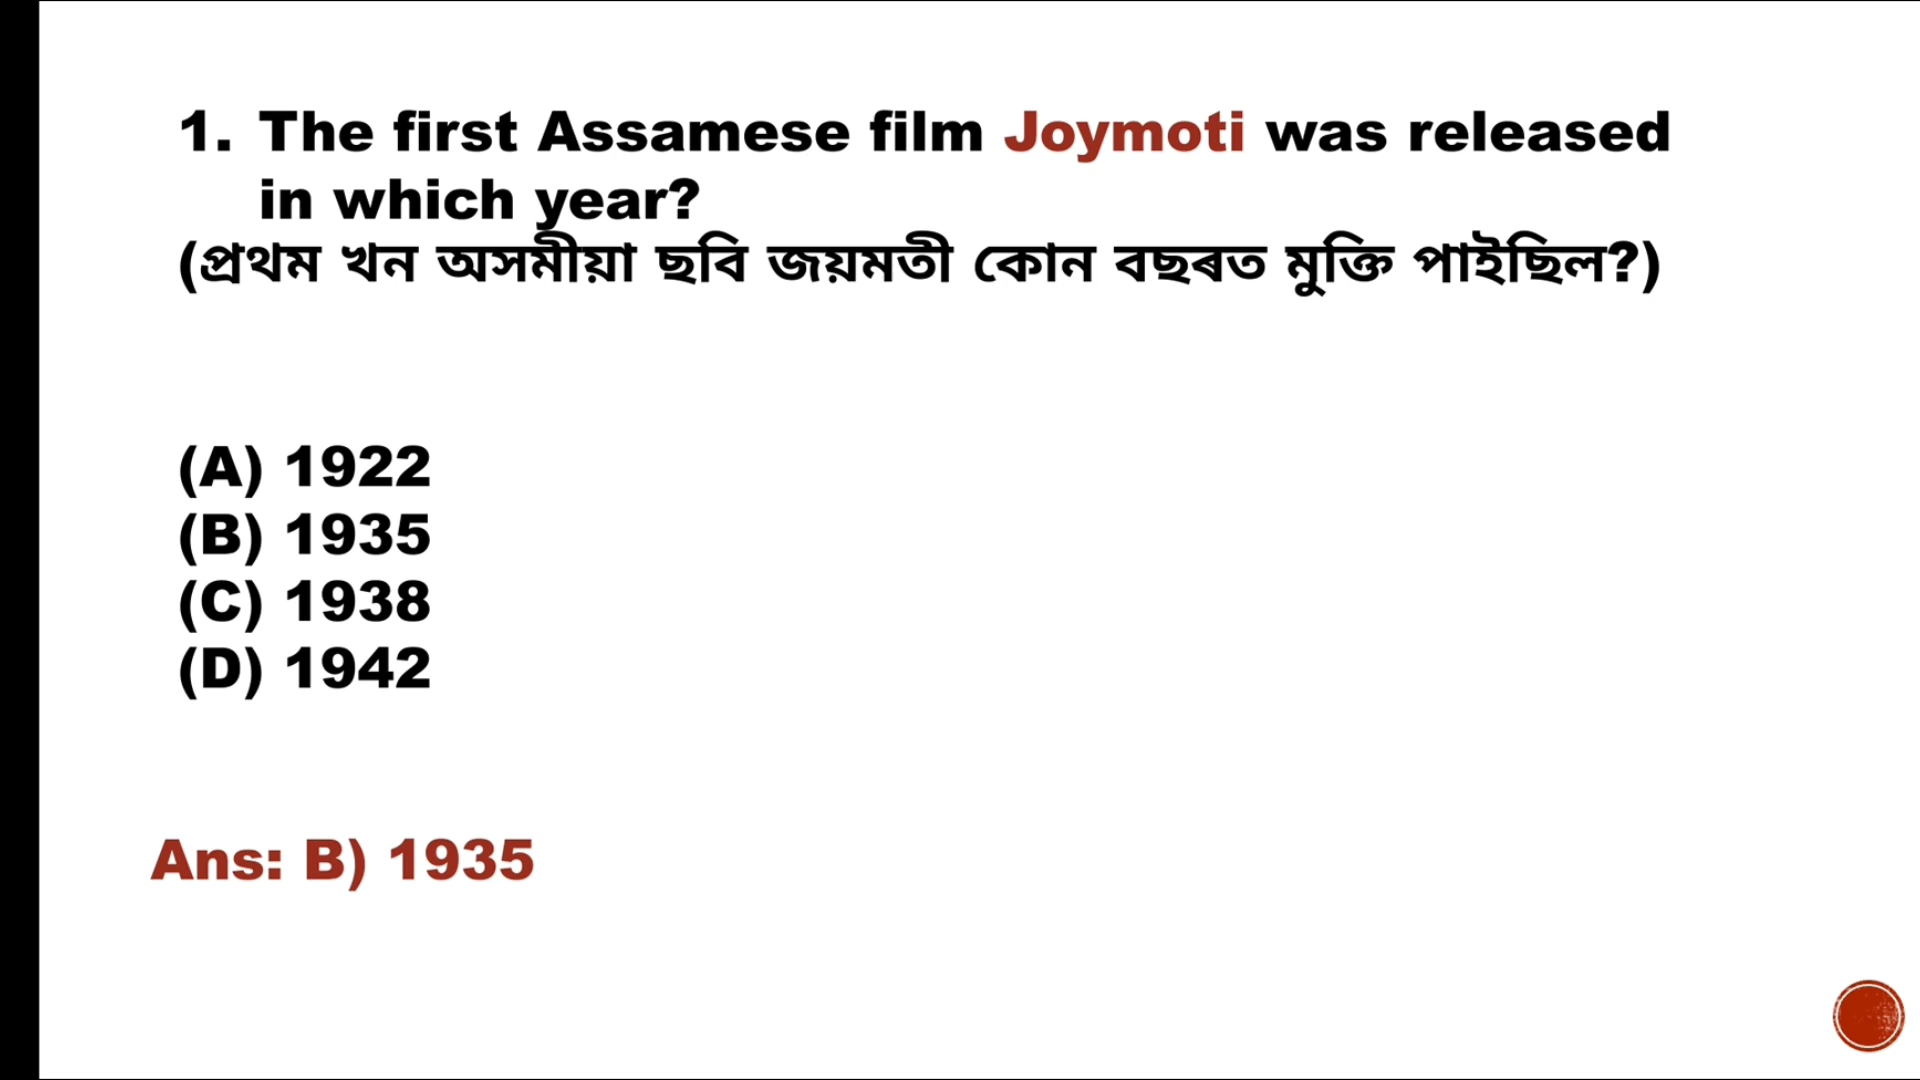 1. The first Assamese film Joymoti was released
in which year?
(প্ৰথম খন অসমীয়া ছবি জয়মতী কোন বছৰত মুক্তি পাইছিল?)
(A) 1922
(B) 1935
(C) 1938
(D) 1942
Ans: B) 1935